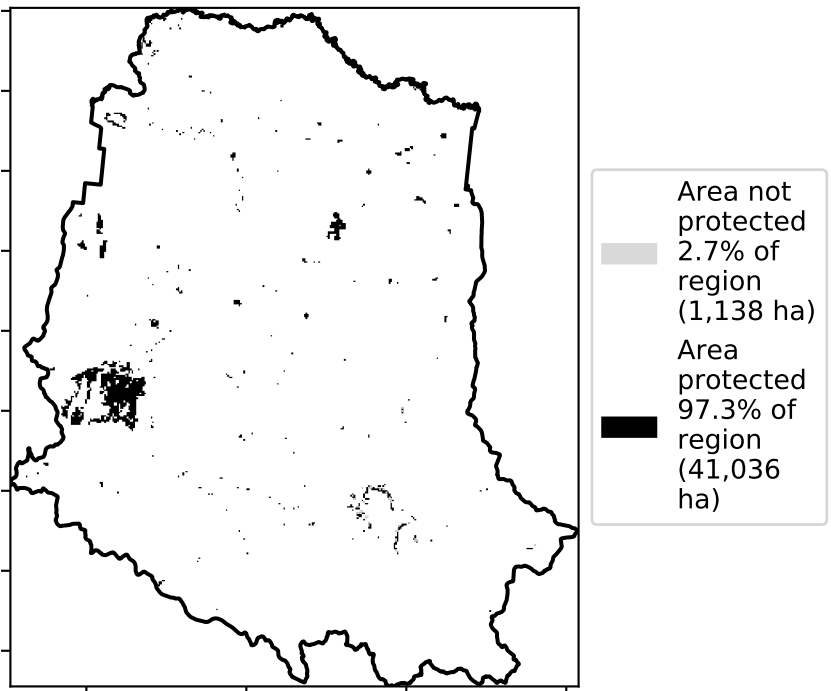 Area not
protected
2.7% of
region
(1,138 ha)
Area
protected
97.3% of
region
(41,036
ha)